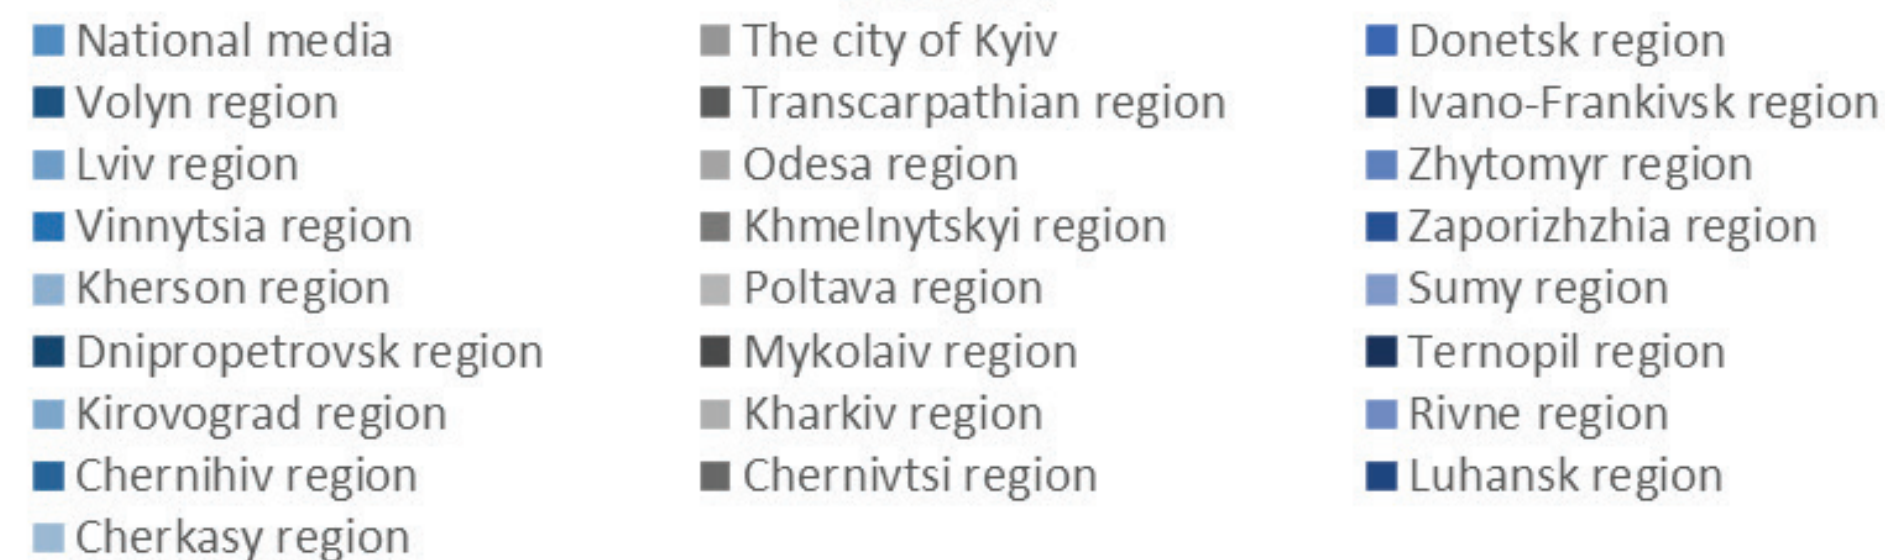 National media The city of Kyiv Donetsk region
Volyn region Transcarpathian region Ivano-Frankivsk region
Lviv region Odesa region Zhytomyr region
Vinnytsia region Khmelnytskyi region Zaporizhzhia region
Kherson region Poltava region Sumy region
Dnipropetrovsk region Mykolaiv region Ternopil region
Kirovograd region Kharkiv region Rivne region
Chernihiv region Chernivtsi region Luhansk region
Cherkasy region